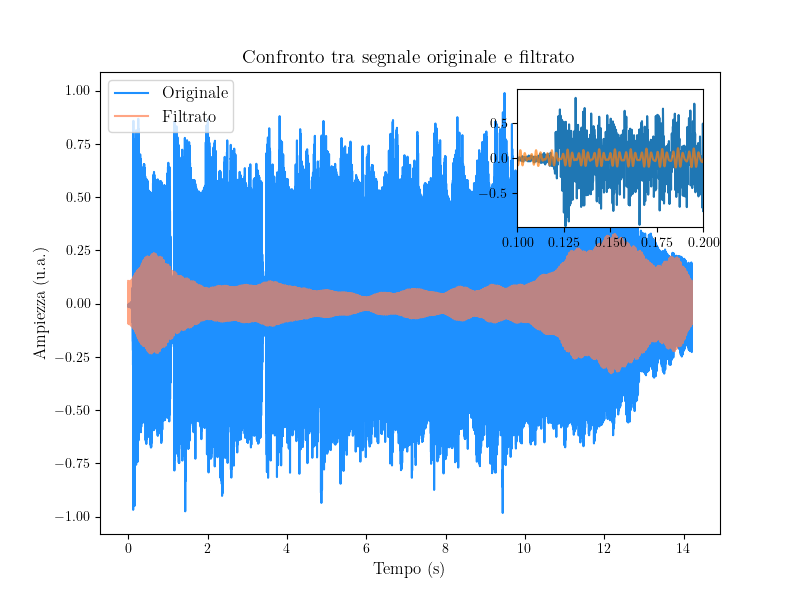 Confronto tra segnale originale e filtrato
Originale
Filtrato
1.00
0.75
0.50
0.25
0.00
−0.25
−0.50
−0.75
−1.00
Ampiezza (u.a.)
0.5
0.0
−0.5
0.100 0.125 0.150 0.175 0.200
0 2 4 6 8 10 12 14
Tempo (s)